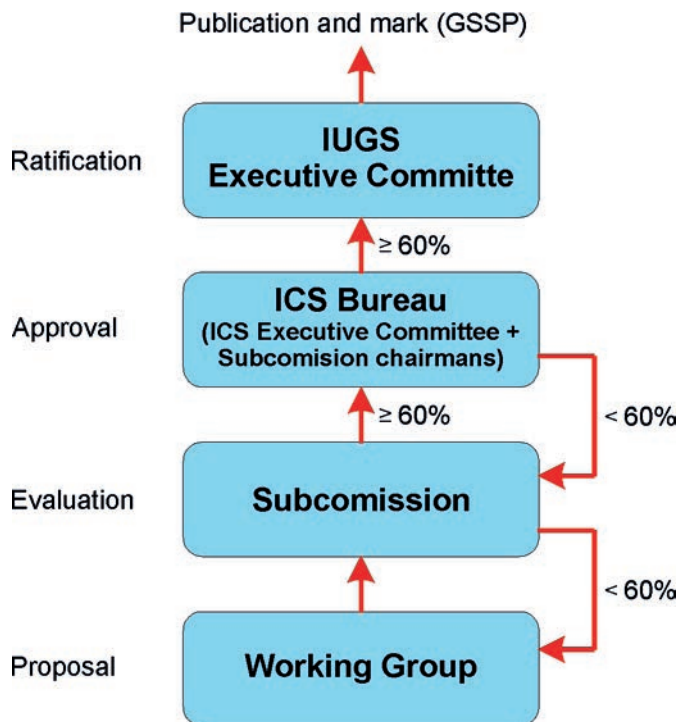 Publication and mark (GSSP)
Ratification
IUGS
Executive Committe
≥ 60%
Approval
ICS Bureau
(ICS Executive Committee +
Subcomision chairmans)
≥ 60%
< 60%
Evaluation
Subcomission
< 60%
Proposal
Working Group